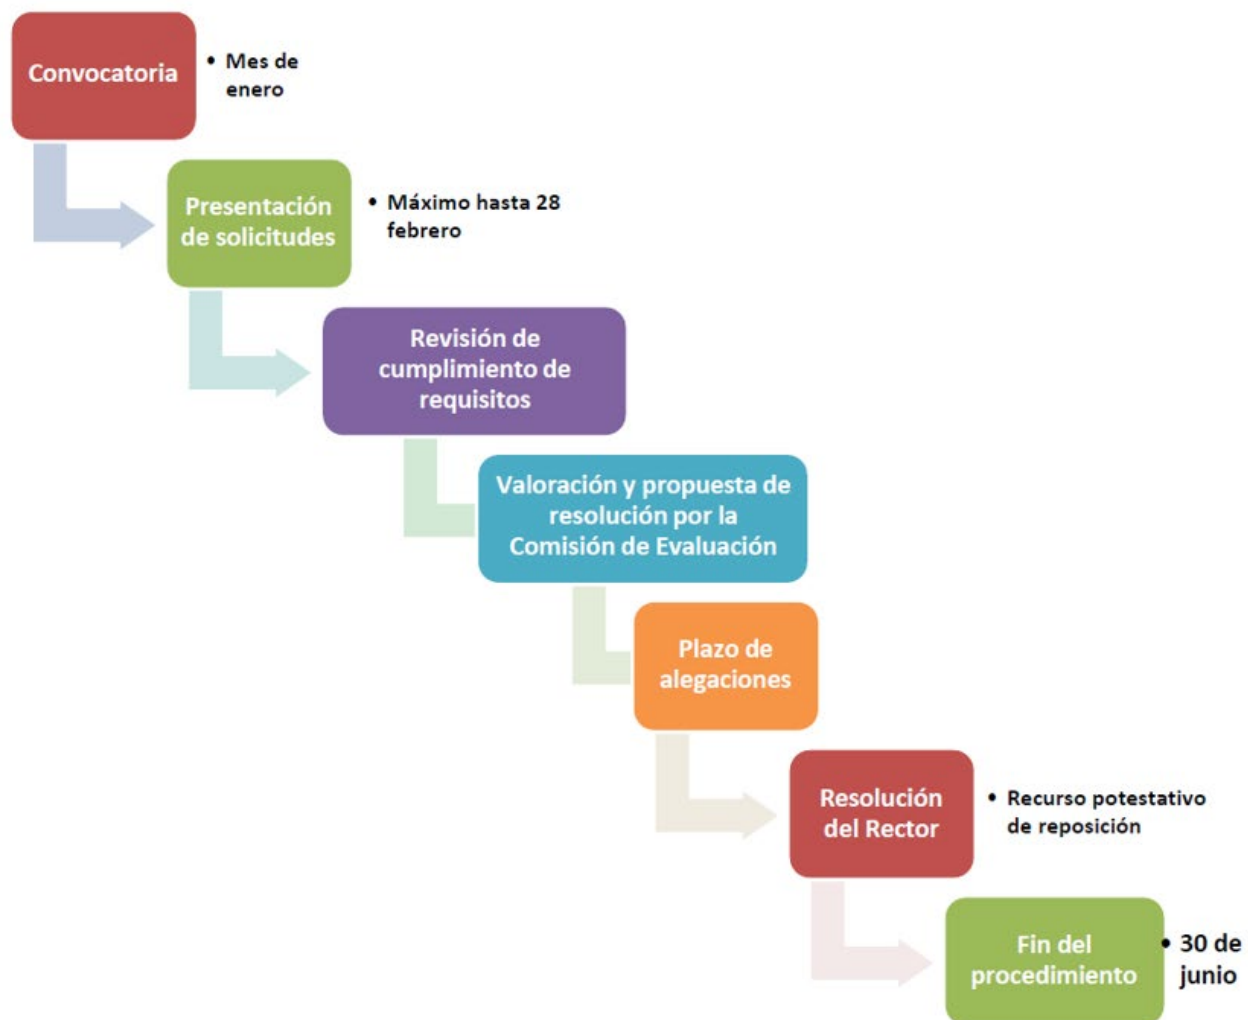 Convocatoria
• Mes de
enero
Presentación
de solicitudes
• Máximo hasta 28
febrero
Revisión de
cumplimiento de
requisitos
Valoración y propuesta de
resolución por la
Comisión de Evaluación
Plazo de
alegaciones
Resolución
del Rector
• Recurso potestativo
de reposición
Fin del
procedimiento
• 30 de
junio